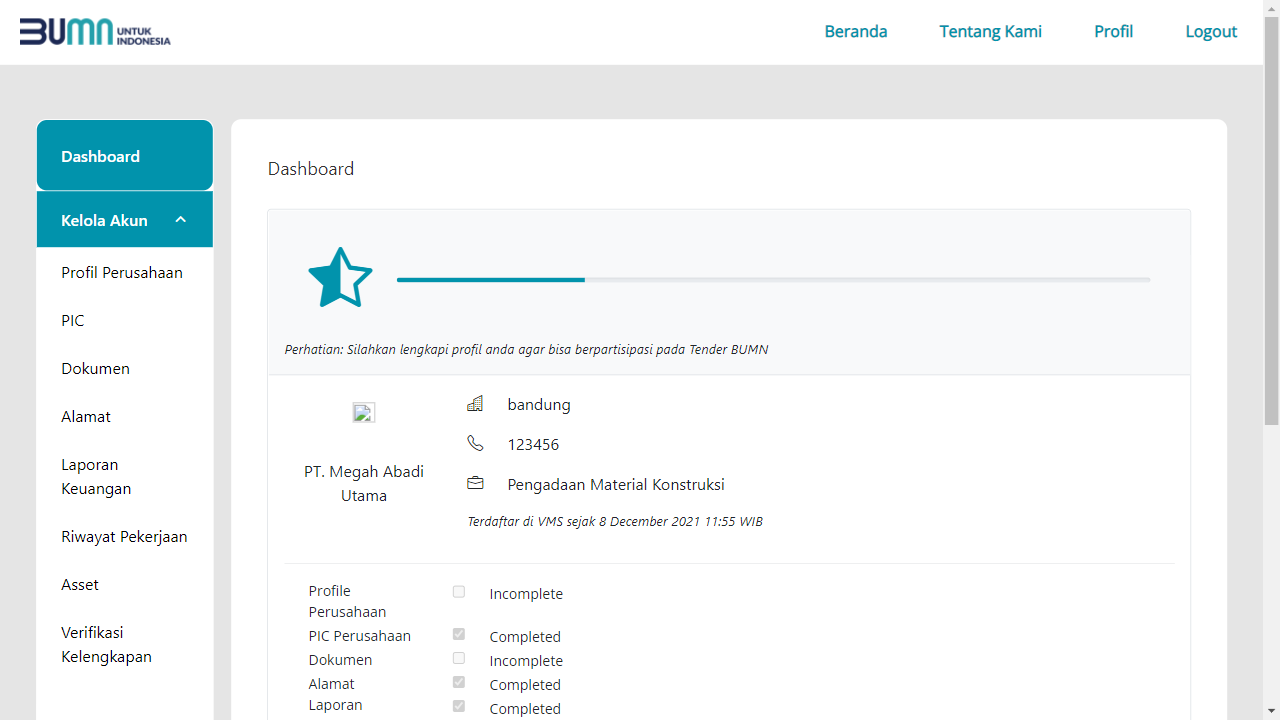 BUMN UNTUK INDONESIA
Beranda
Tentang Kami
Profil
Logout
Dashboard
Kelola Akun
Profil Perusahaan
PIC
Dokumen
Alamat
Laporan
Keuangan
Riwayat Pekerjaan
Asset
Verifikasi
Kelengkapan
Dashboard
Perhatian: Silahkan lengkapi profil anda agar bisa berpartisipasi pada Tender BUMN
PT. Megah Abadi
Utama
bandung
123456
Pengadaan Material Konstruksi
Terdaftar di VMS sejak 8 December 2021 11:55 WIB
Profile
Perusahaan
Incomplete
PIC Perusahaan
Completed
Dokumen
Incomplete
Alamat
Completed
Laporan
Completed